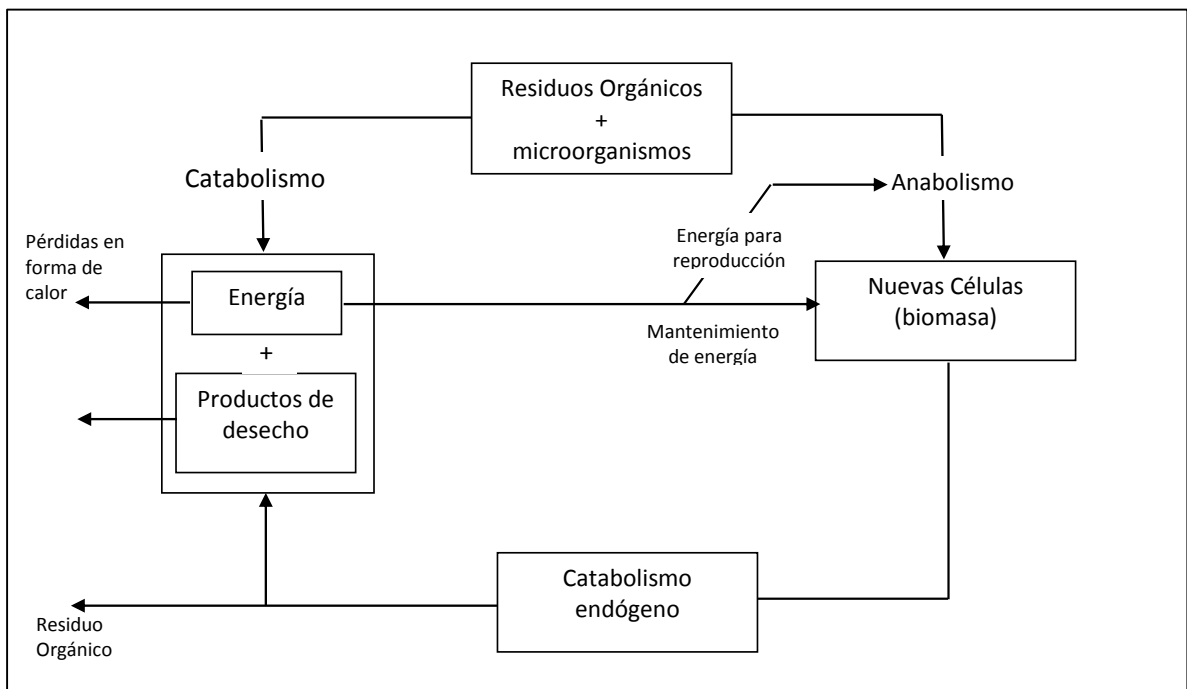 Residuos Orgánicos
+
microorganismos
Catabolismo
Anabolismo
Pérdidas en
forma de
calor
Energía
+
Productos de
desecho
Energía para
reproducción
Mantenimiento
de energía
Nuevas Células
(biomasa)
Catabolismo
endógeno
Residuo
Orgánico